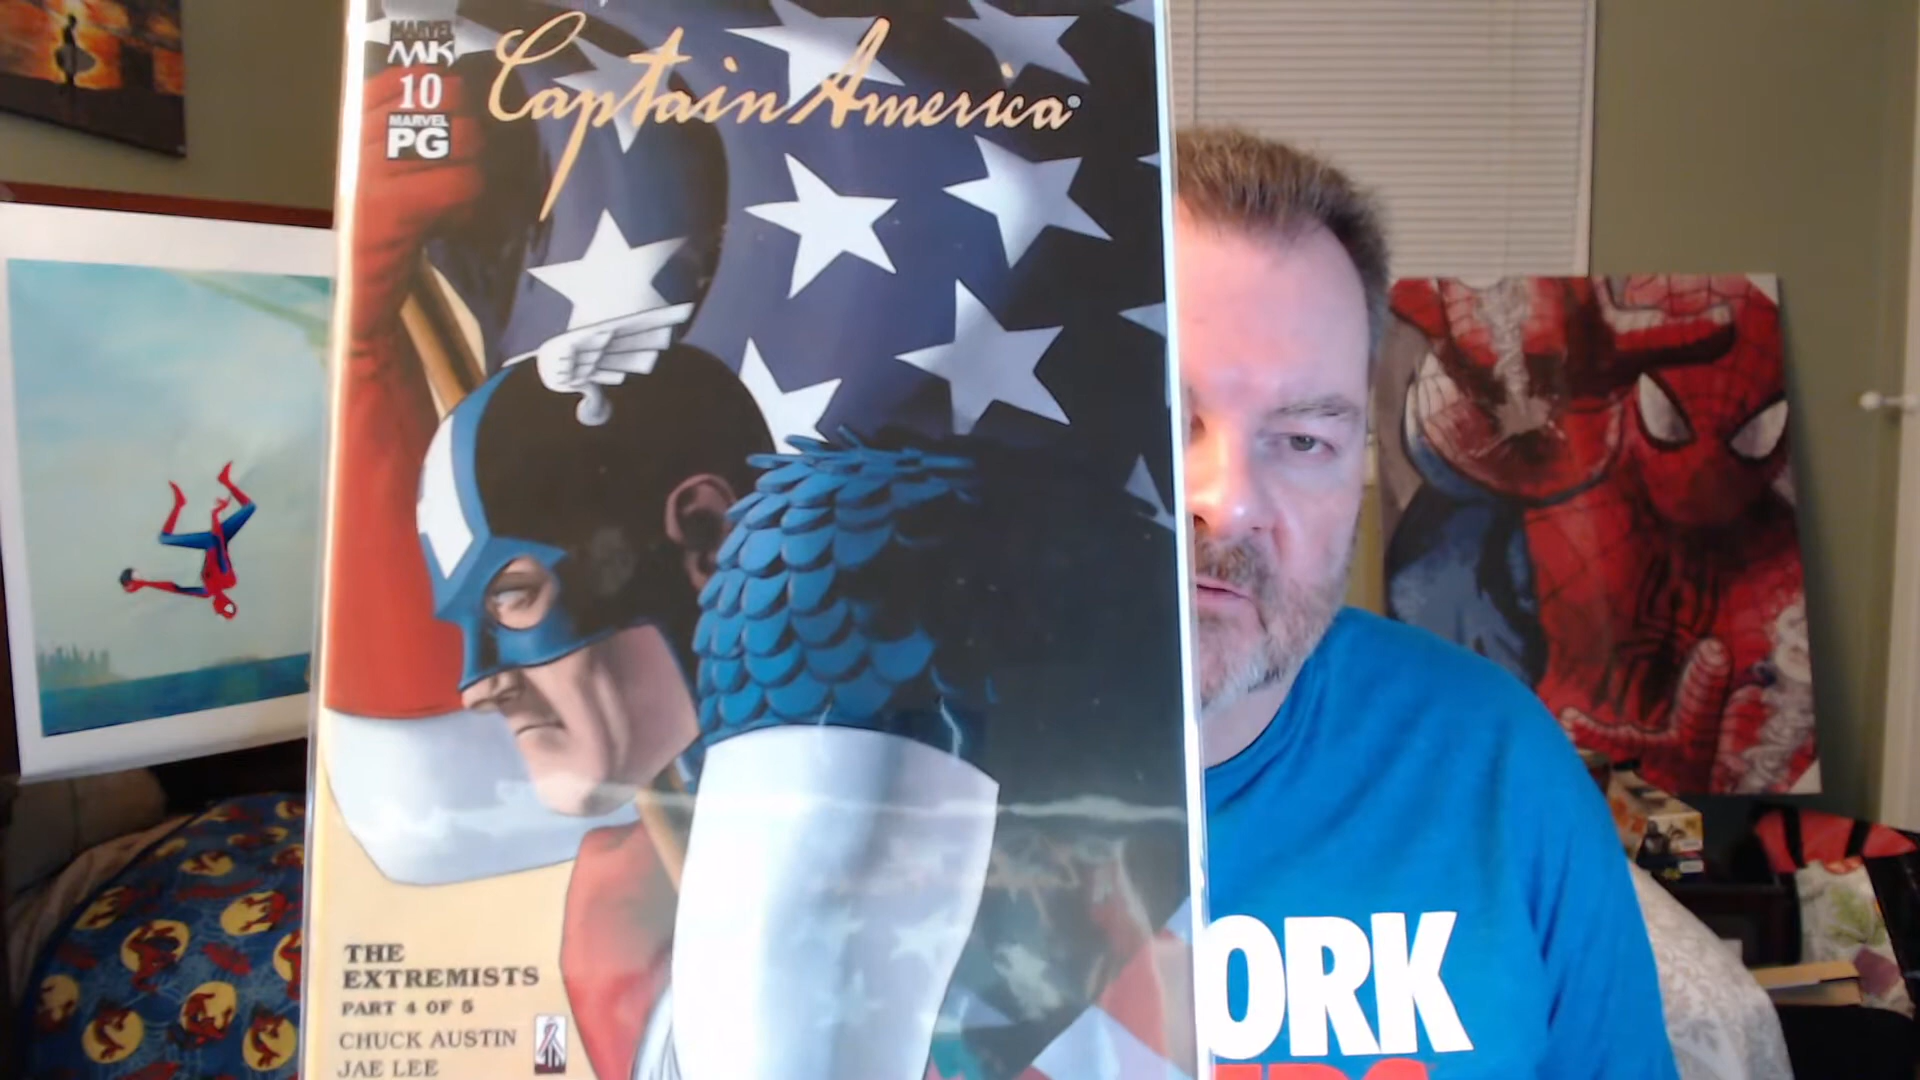 MARVEL
MK
10
MARVEL
PG
Captain America®
THE
EXTREMISTS
PART 4 OF 5
CHUCK AUSTIN
JAE LEE
ORK